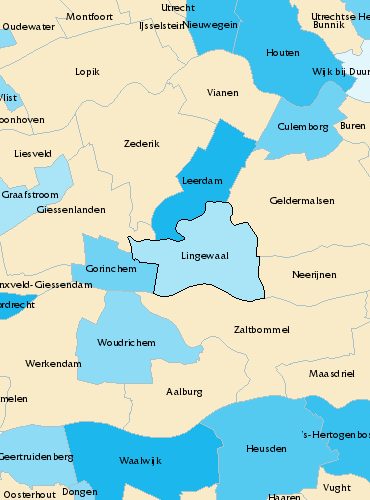 Utrecht
Montfoort
Utrechtse He
Oudewater
IJsselstein
Nieuwegein
Bunnik
Houten
Lopik
Wijk bij Duur
Vianen
Vlist
oonhoven
Culemborg
Buren
Zederik
Liesveld
Leerdam
Graafstroom
Giessenlanden
Geldermalsen
Lingewaal
Gorinchem
Neerijnen
nxveld-Giessendam
ordrecht
Zaltbommel
Woudrichem
Werkendam
Maasdriel
Aalburg
melen
's-Hertogenbos
Heusden
Geertruidenberg
Waalwijk
Vught
Dongen
Oosterhout
Haaren